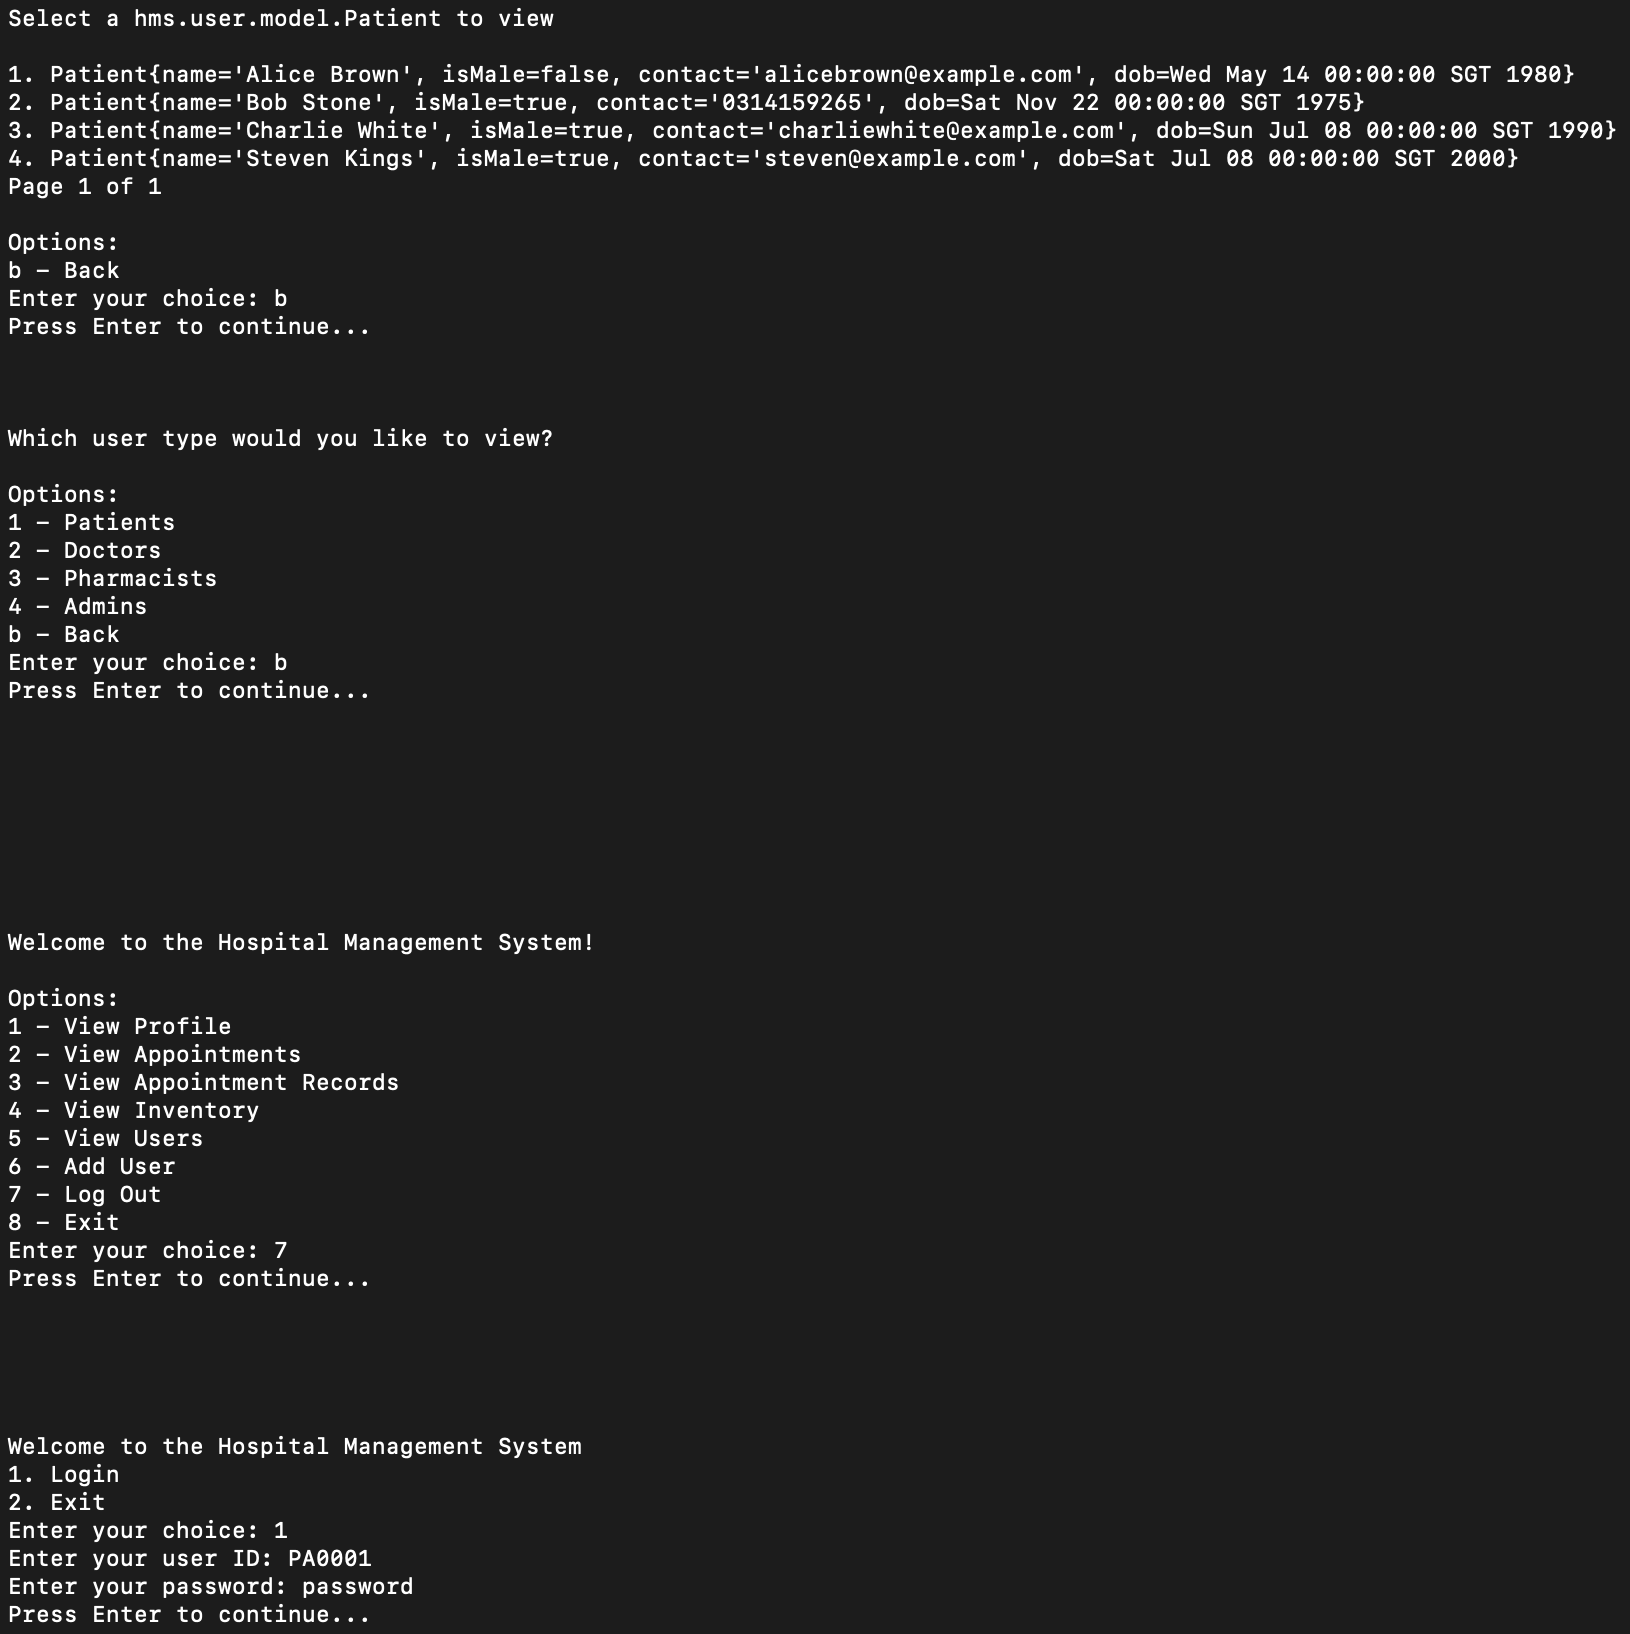 Select a hms.user.model.Patient to view
1. Patient{name='Alice Brown', isMale=false, contact='alicebrown@example.com', dob=Wed May 14 00:00:00 SGT 1980}
2. Patient{name='Bob Stone', isMale=true, contact='0314159265', dob=Sat Nov 22 00:00:00 SGT 1975}
3. Patient{name='Charlie White', isMale=true, contact='charliewhite@example.com', dob=Sun Jul 08 00:00:00 SGT 1990}
4. Patient{name='Steven Kings', isMale=true, contact='steven@example.com', dob=Sat Jul 08 00:00:00 SGT 2000}
Page 1 of 1
Options:
b – Back
Enter your choice: b
Press Enter to continue...
Which user type would you like to view?
Options:
1 – Patients
2 – Doctors
3 – Pharmacists
4 – Admins
b – Back
Enter your choice: b
Press Enter to continue...
Welcome to the Hospital Management System!
Options:
1 – View Profile
2 – View Appointments
3 – View Appointment Records
4 – View Inventory
5 – View Users
6 – Add User
7 – Log Out
8 – Exit
Enter your choice: 7
Press Enter to continue...
Welcome to the Hospital Management System
1. Login
2. Exit
Enter your choice: 1
Enter your user ID: PA0001
Enter your password: password
Press Enter to continue...